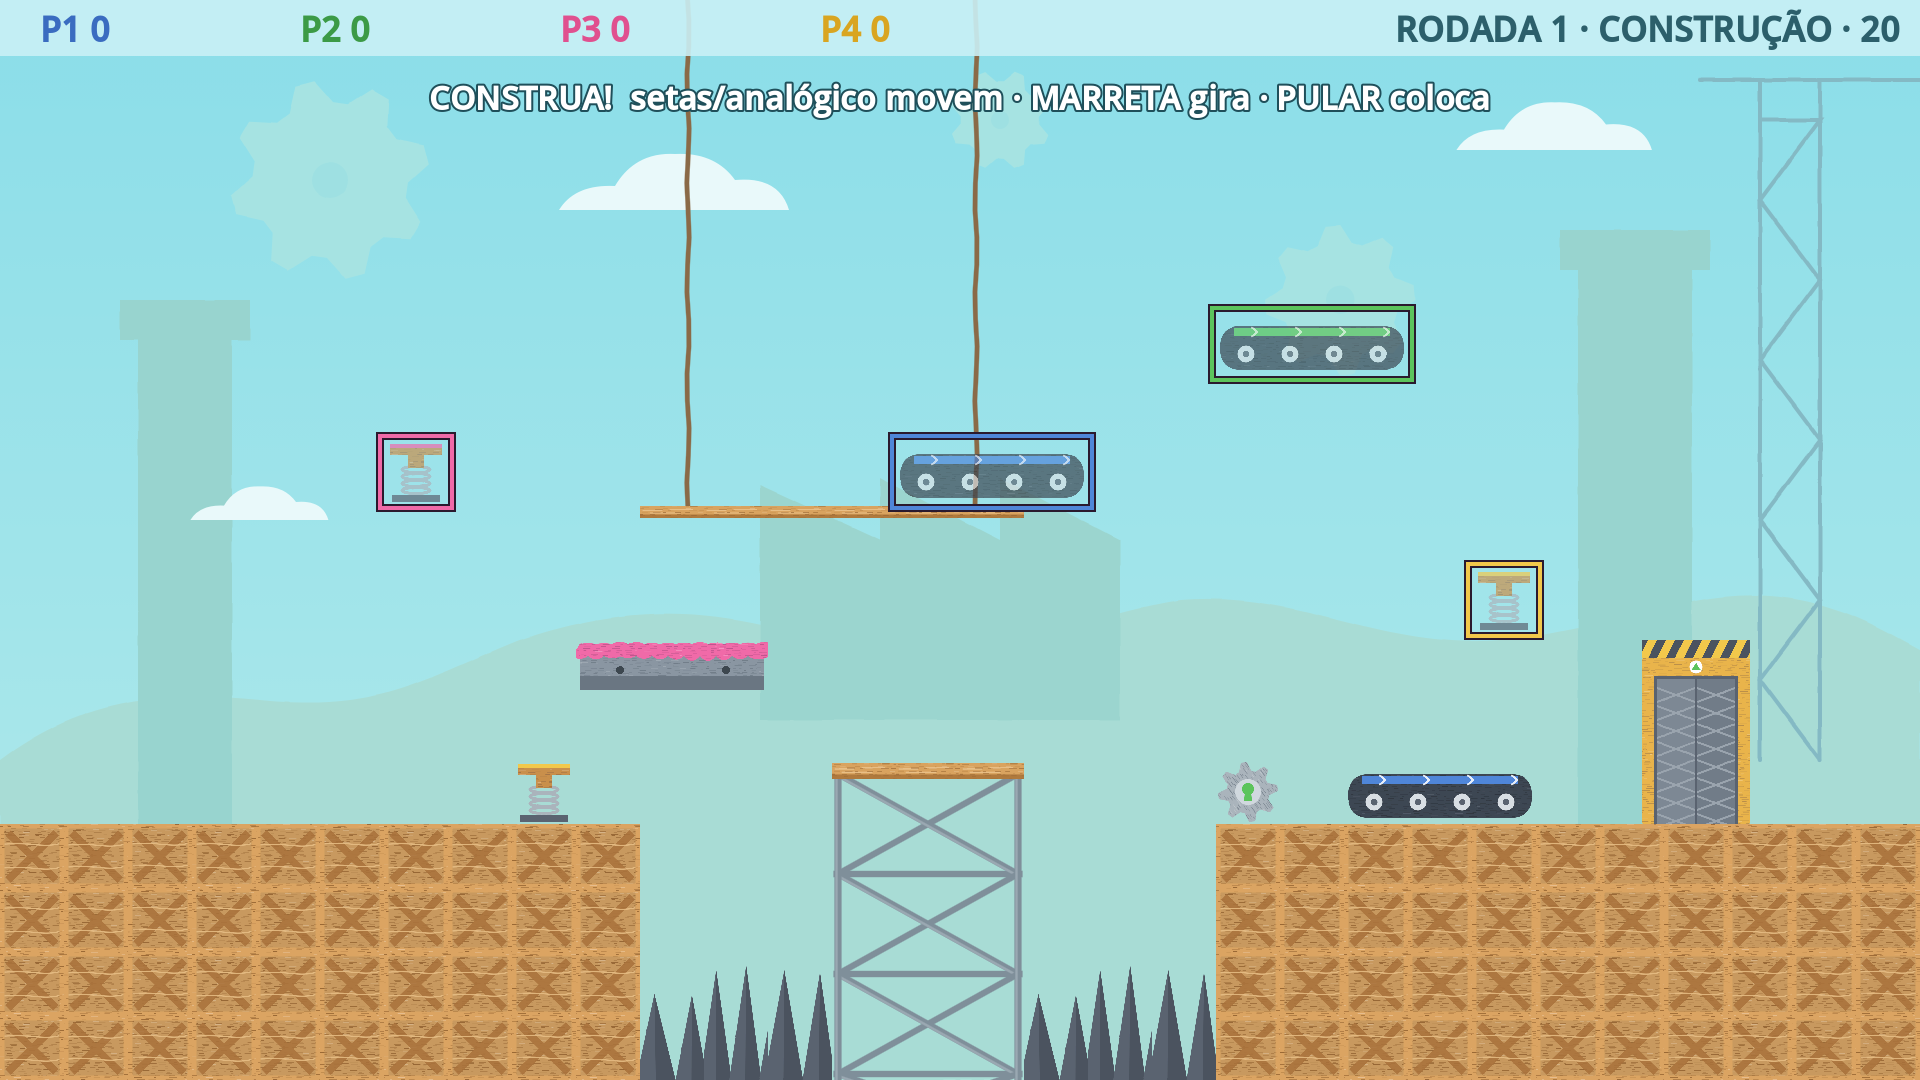 P1 0 P2 0 P3 0 P4 0 RODADA 1 · CONSTRUÇÃO · 20
CONSTRUA! setas/analógico movem · MARRETA gira · PULAR coloca